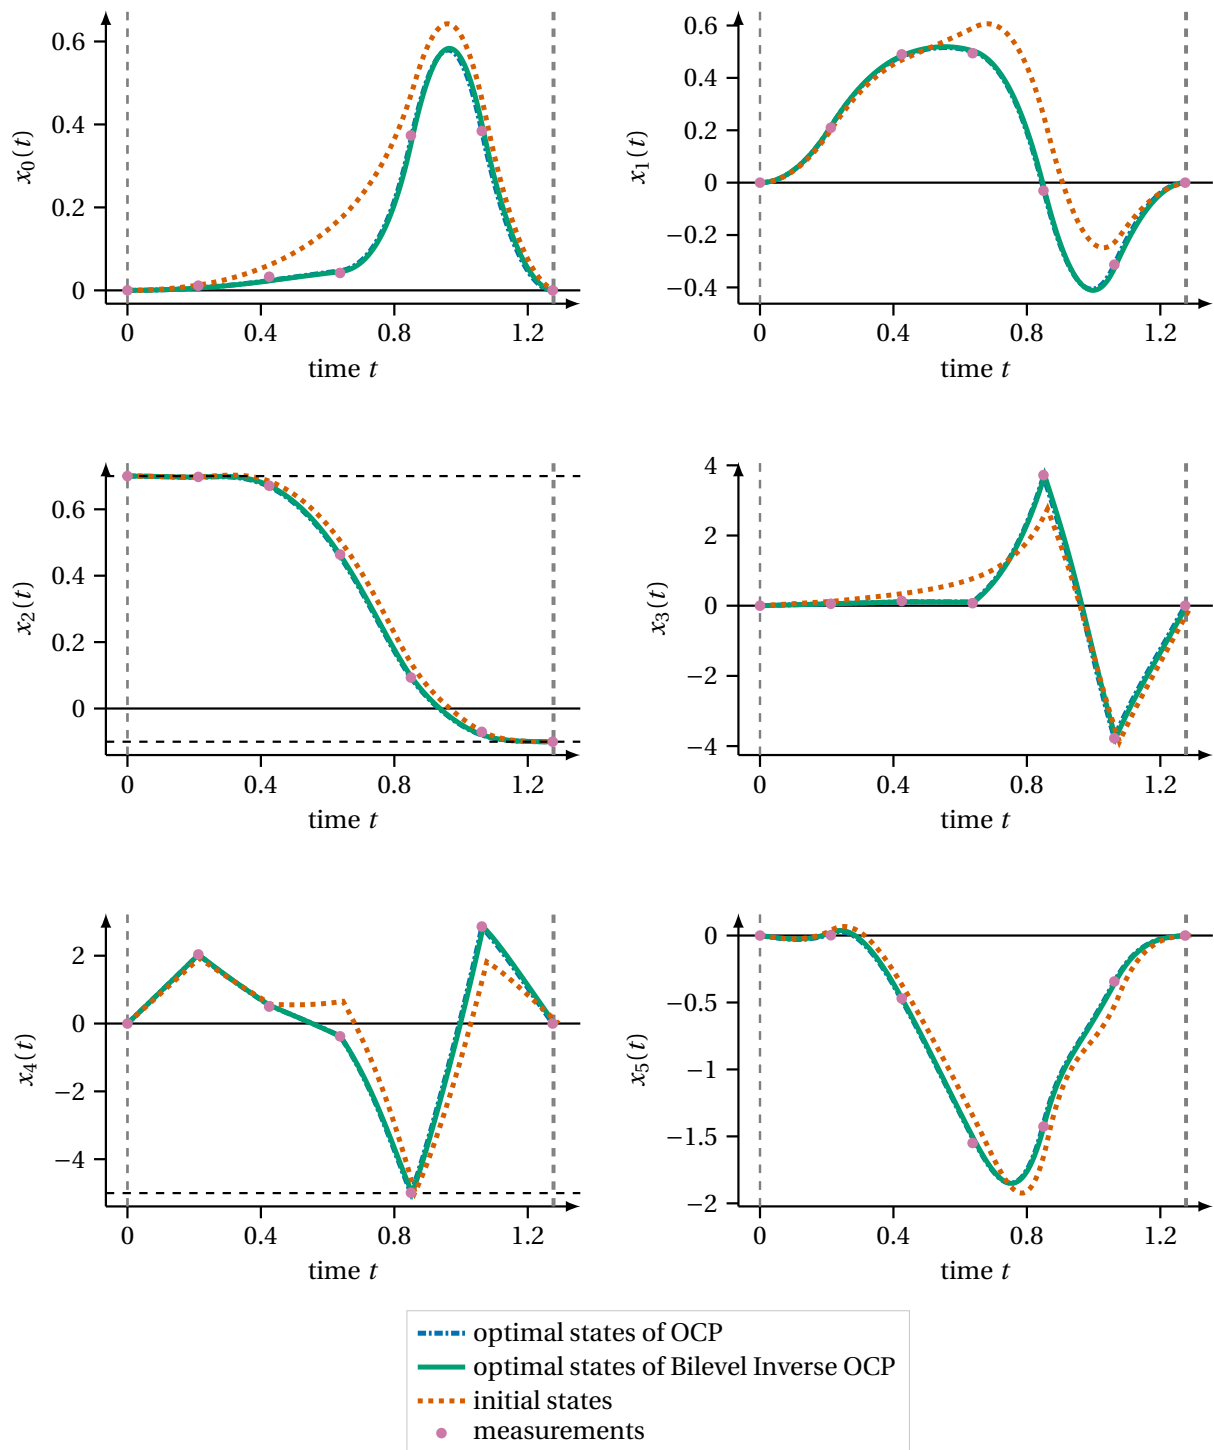 0.6
0.4
0.2
0
x0(t)
0 0.4 0.8 1.2
time t
0.6
0.4
0.2
0
−0.2
−0.4
x1(t)
0 0.4 0.8 1.2
time t
0.6
0.4
0.2
0
x2(t)
0 0.4 0.8 1.2
time t
4
2
0
−2
−4
x3(t)
0 0.4 0.8 1.2
time t
2
0
−2
−4
x4(t)
0 0.4 0.8 1.2
time t
0
−0.5
−1
−1.5
−2
x5(t)
0 0.4 0.8 1.2
time t
optimal states of OCP
optimal states of Bilevel Inverse OCP
initial states
measurements